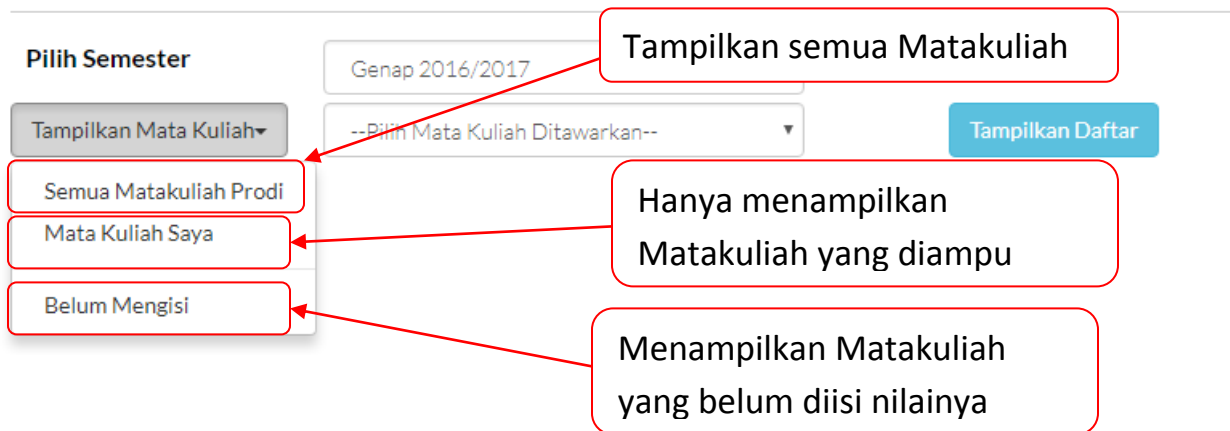 Pilih Semester
Genap 2016/2017
Tampilkan semua Matakuliah
Tampilkan Mata Kuliah
--Pilih Mata Kuliah Ditawarkan--
Tampilkan Daftar
Semua Matakuliah Prodi
Mata Kuliah Saya
Belum Mengisi
Hanya menampilkan
Matakuliah yang diampu
Menampilkan Matakuliah
yang belum diisi nilainya